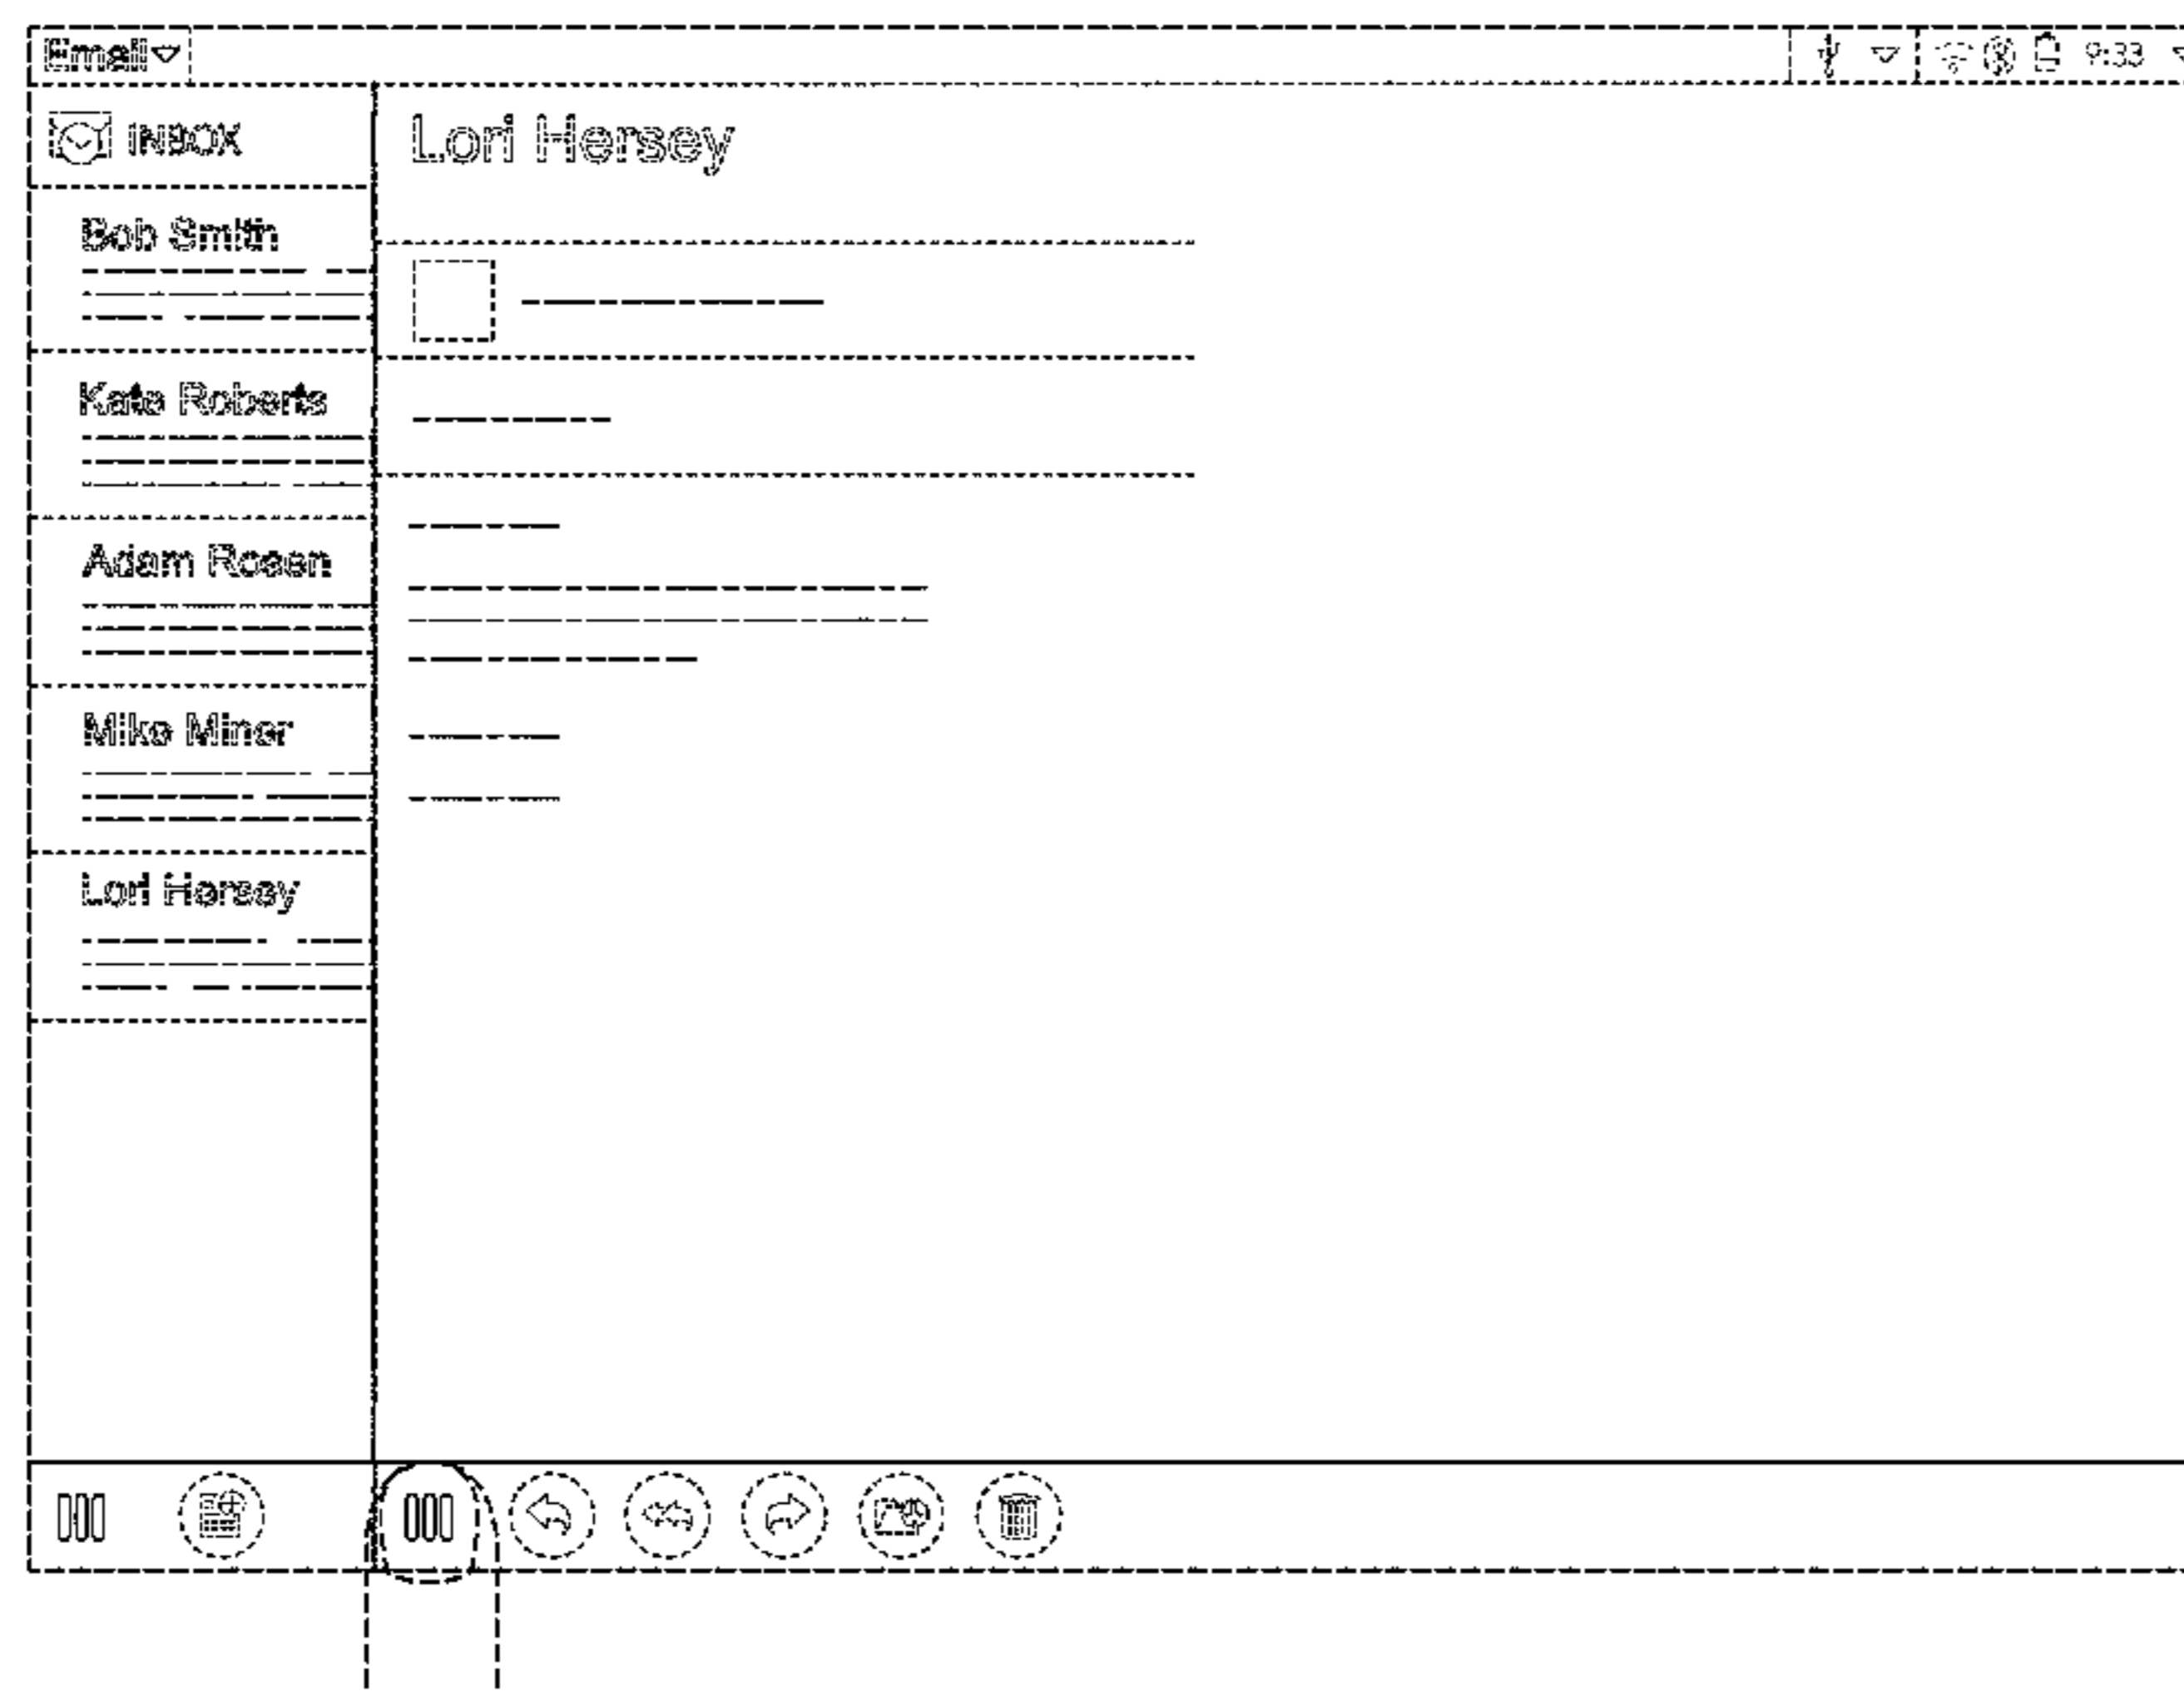 Email 9:33
INBOX
Lori Hersey
Bob Smith
Kate Roberts
Adam Rosen
Mike Miner
Lori Hersey